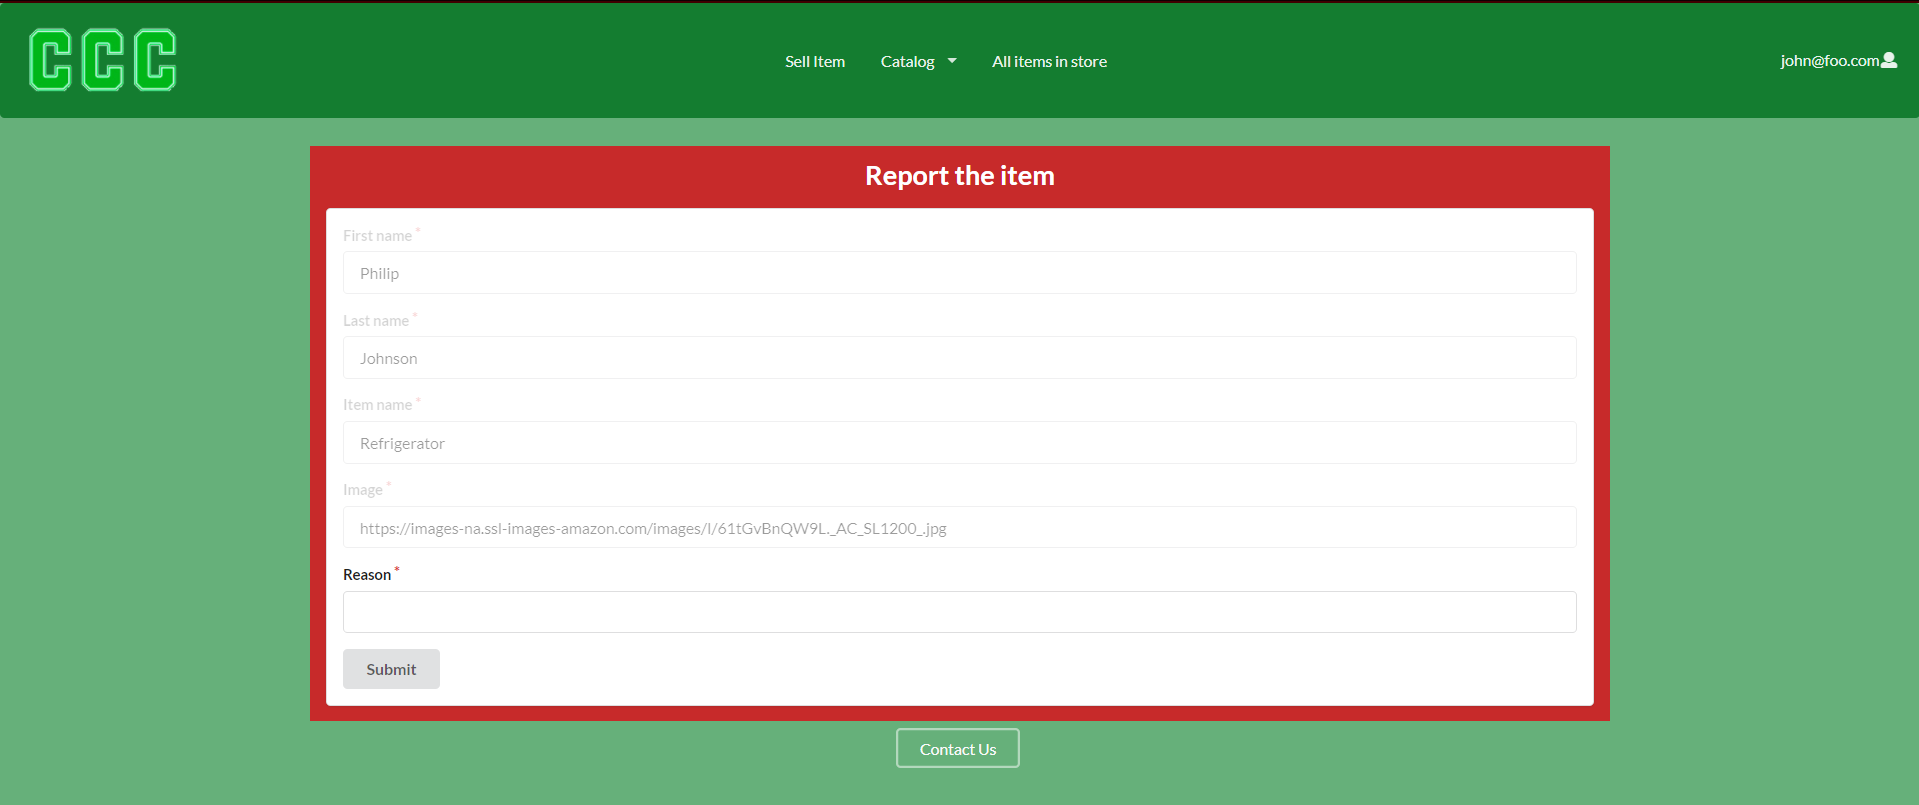 CCC
Sell Item Catalog All items in store john@foo.com
Report the item
First name *
Philip
Last name *
Johnson
Item name *
Refrigerator
Image *
https://images-na.ssl-images-amazon.com/images/I/61tGvBnQW9L._AC_SL1200_.jpg
Reason *
Submit
Contact Us